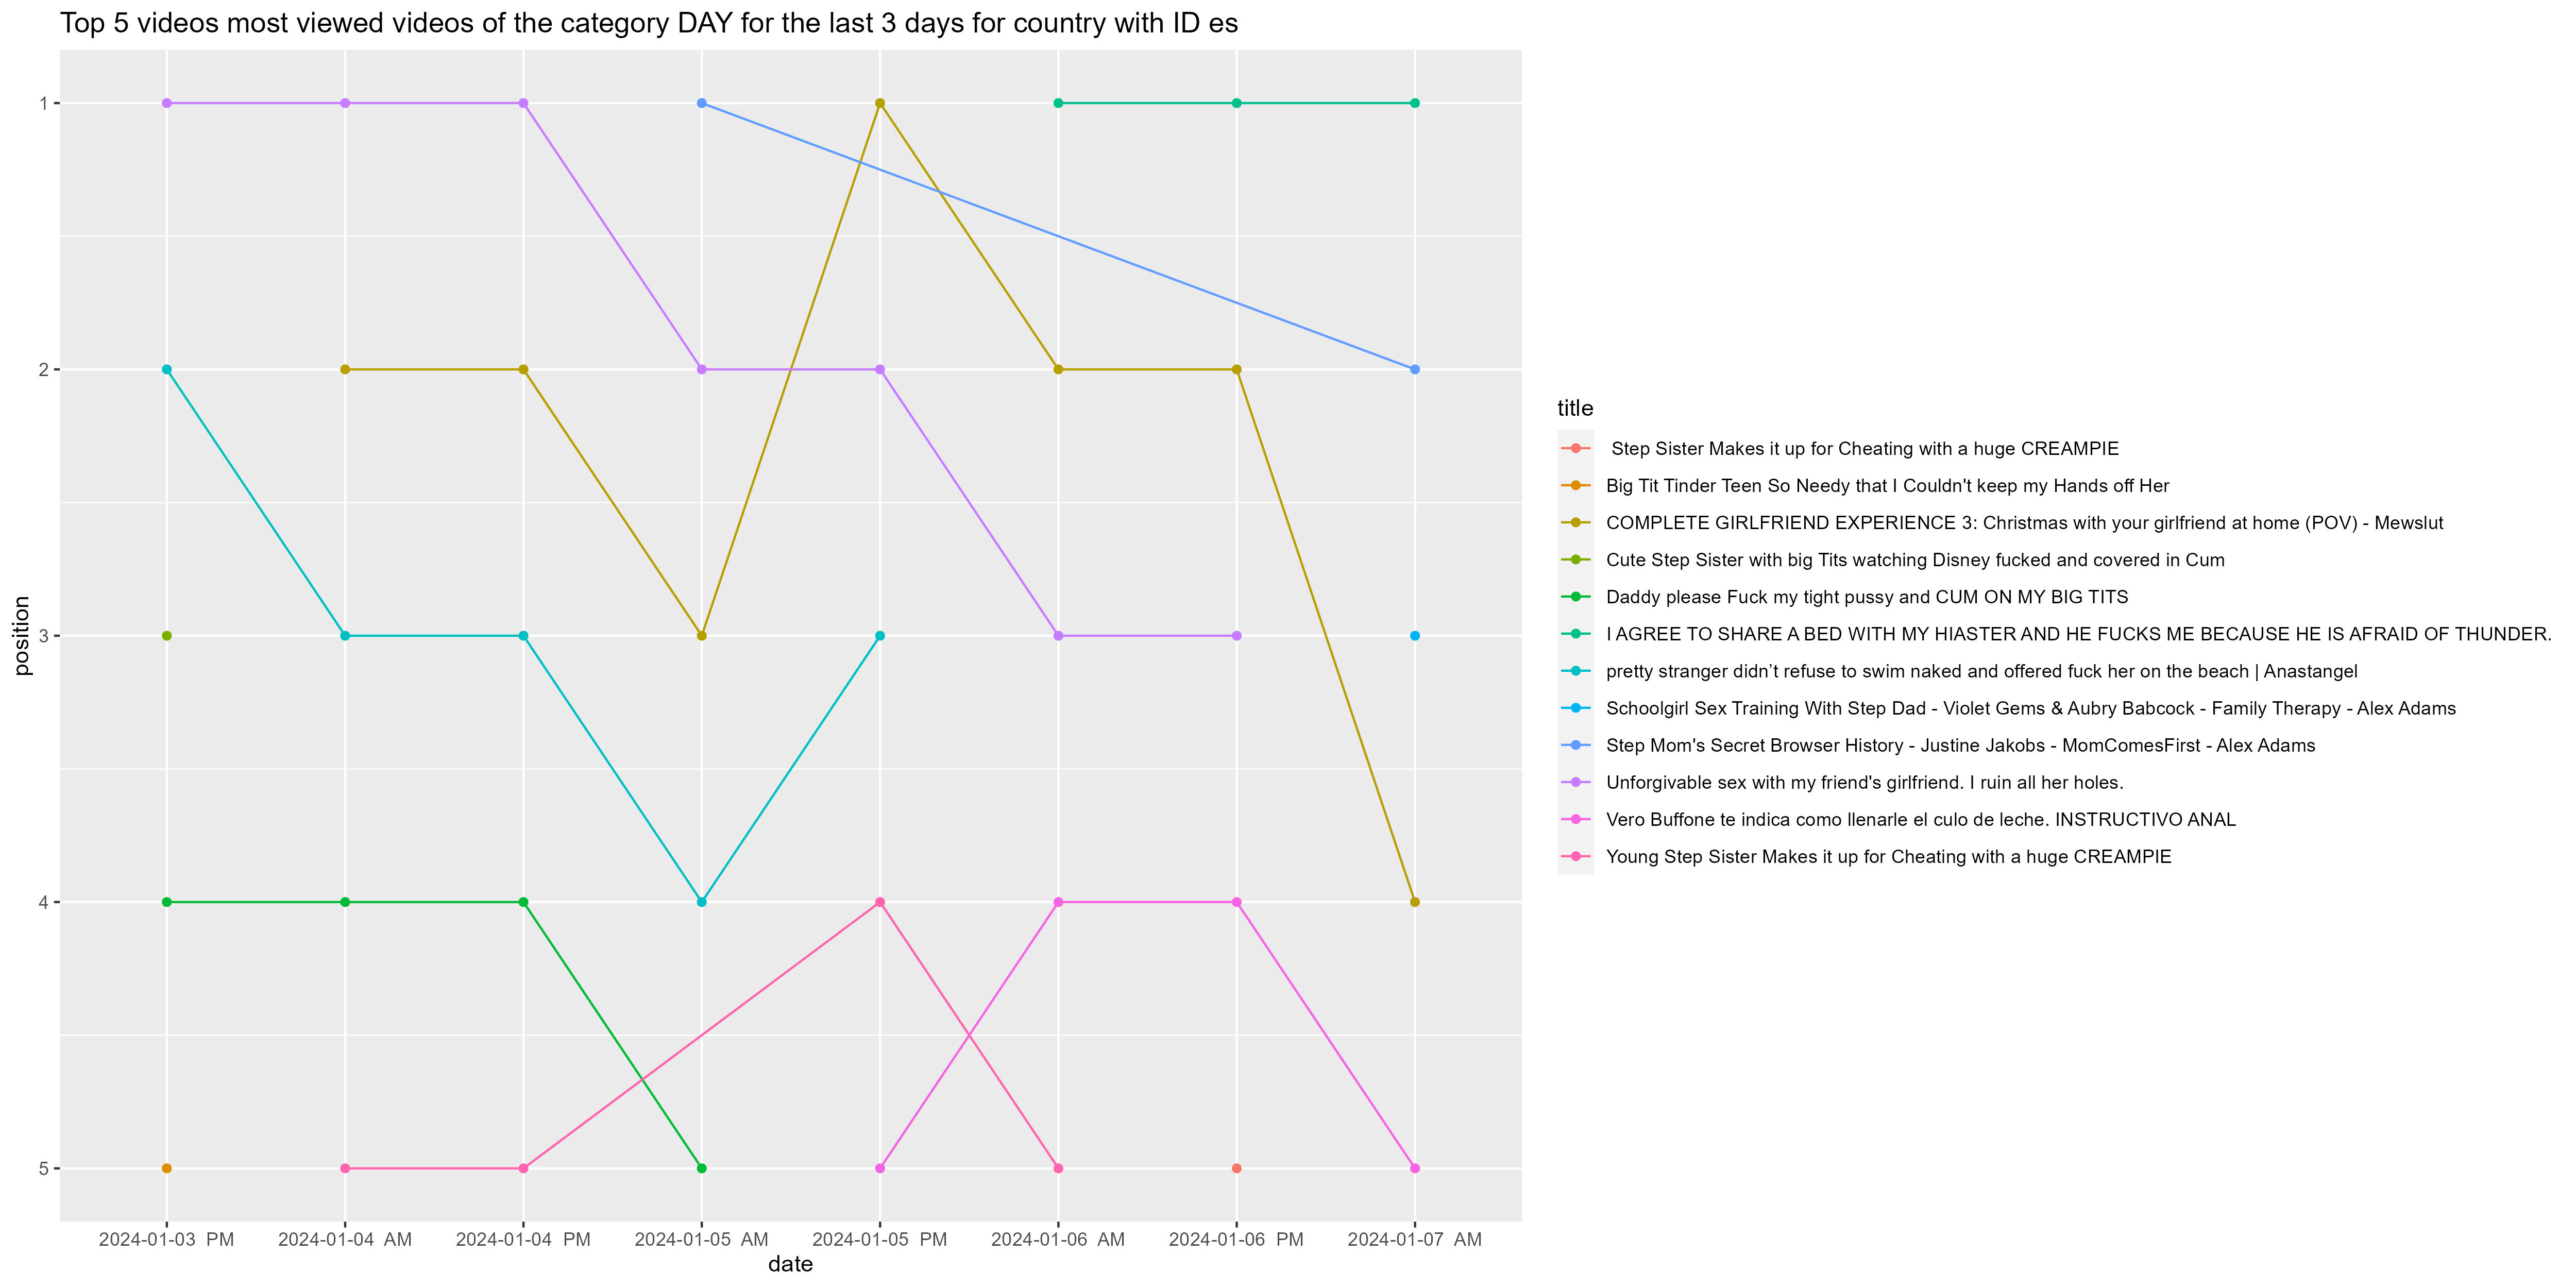 Top 5 videos most viewed videos of the category DAY for the last 3 days for country with ID es
position
1
2
3
4
5
2024-01-03 PM
2024-01-04 AM
2024-01-04 PM
2024-01-05 AM
2024-01-05 PM
2024-01-06 AM
2024-01-06 PM
2024-01-07 AM
date
title
Step Sister Makes it up for Cheating with a huge CREAMPIE
Big Tit Tinder Teen So Needy that I Couldn't keep my Hands off Her
COMPLETE GIRLFRIEND EXPERIENCE 3: Christmas with your girlfriend at home (POV) - Mewslut
Cute Step Sister with big Tits watching Disney fucked and covered in Cum
Daddy please Fuck my tight pussy and CUM ON MY BIG TITS
I AGREE TO SHARE A BED WITH MY HIASTER AND HE FUCKS ME BECAUSE HE IS AFRAID OF THUNDER.
pretty stranger didn’t refuse to swim naked and offered fuck her on the beach | Anastangel
Schoolgirl Sex Training With Step Dad - Violet Gems & Aubry Babcock - Family Therapy - Alex Adams
Step Mom's Secret Browser History - Justine Jakobs - MomComesFirst - Alex Adams
Unforgivable sex with my friend's girlfriend. I ruin all her holes.
Vero Buffone te indica como llenarle el culo de leche. INSTRUCTIVO ANAL
Young Step Sister Makes it up for Cheating with a huge CREAMPIE